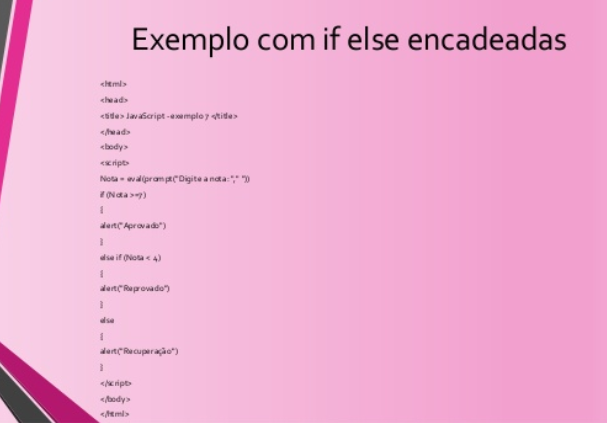 Exemplo com if else encadeadas
<html>
<head>
<title> JavaScript -exemplo 7 </title>
</head>
<body>
<script>
Nota = eval(prompt("Digite a nota: "," "))
if (Nota >=7)
{
alert("Aprovado")
}
else if (Nota < 4)
{
alert("Reprovado")
}
else
{
alert("Recuperação")
}
</script>
</body>
</html>